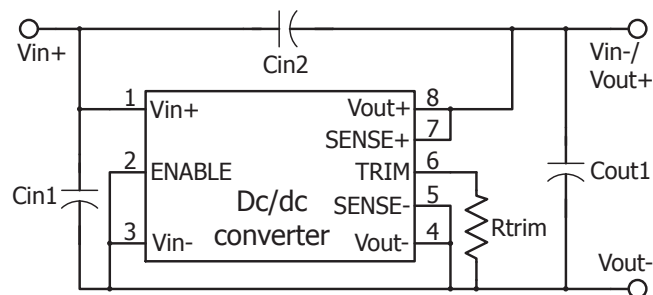 Vin+
Cin2
Vin-/
Vout+
1
Vin+
Vout+
8
SENSE+
7
2
ENABLE
TRIM
6
Cin1
Dc/dc
converter
SENSE-
5
Rtrim
Cout1
3
Vin-
Vout-
4
Vout-